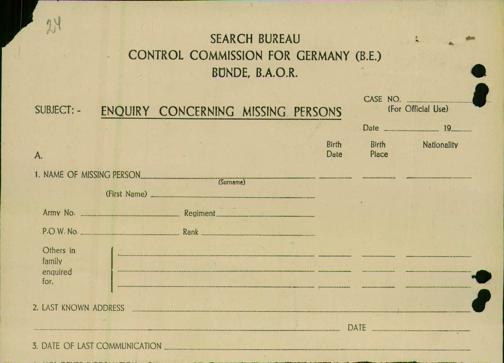 24
SEARCH BUREAU
CONTROL COMMISSION FOR GERMANY (B.E.)
BÜNDE, B.A.O.R.
CASE NO.
(For Official Use)
SUBJECT: - ENQUIRY CONCERNING MISSING PERSONS
Date 19
Birth Date Birth Place Nationality
A.
1. NAME OF MISSING PERSON
(Surname)
(First Name)
Army No. Regiment
P.O.W. No. Rank
Others in
family
enquired
for.
2. LAST KNOWN ADDRESS
DATE
3. DATE OF LAST COMMUNICATION